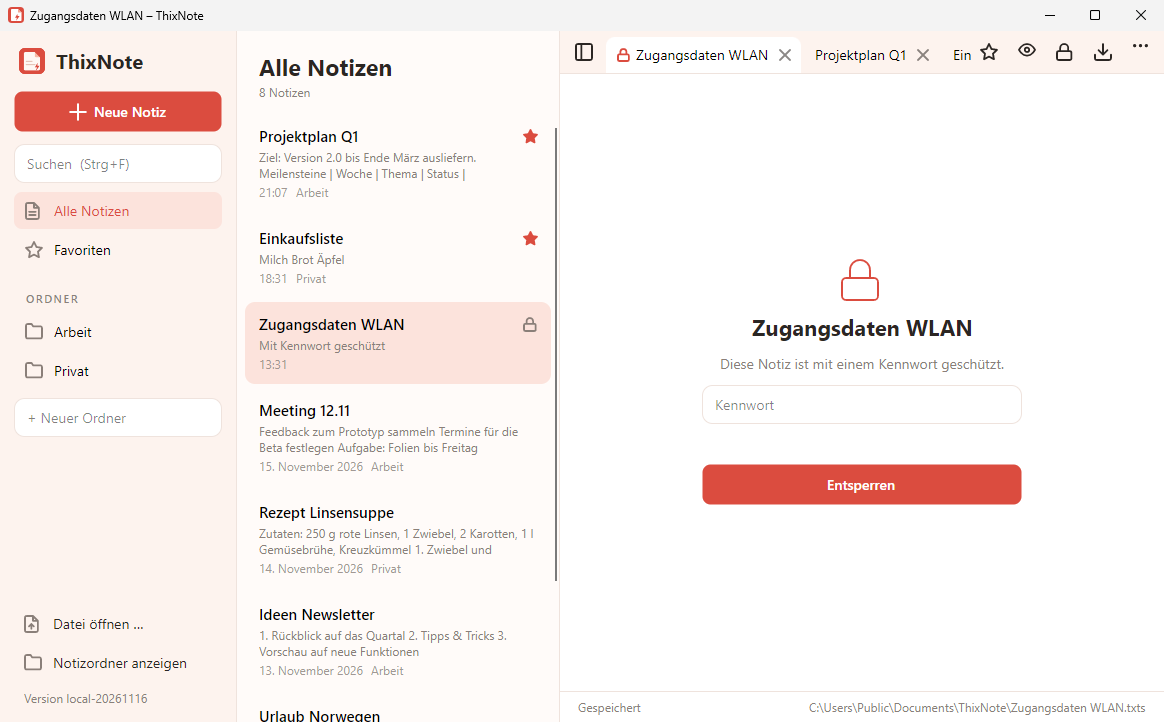 Zugangsdaten WLAN – ThixNote
ThixNote
Neue Notiz
Suchen (Strg+F)
Alle Notizen
Favoriten
ORDNER
Arbeit
Privat
+ Neuer Ordner
Datei öffnen ...
Notizordner anzeigen
Version local-20261116
Alle Notizen
8 Notizen
Projektplan Q1
Ziel: Version 2.0 bis Ende März ausliefern.
Meilensteine | Woche | Thema | Status |
21:07 Arbeit
Einkaufsliste
Milch Brot Äpfel
18:31 Privat
Zugangsdaten WLAN
Mit Kennwort geschützt
13:31
Meeting 12.11
Feedback zum Prototyp sammeln Termine für die
Beta festlegen Aufgabe: Folien bis Freitag
15. November 2026 Arbeit
Rezept Linsensuppe
Zutaten: 250 g rote Linsen, 1 Zwiebel, 2 Karotten, 1 l
Gemüsebrühe, Kreuzkümmel 1. Zwiebel und
14. November 2026 Privat
Ideen Newsletter
1. Rückblick auf das Quartal 2. Tipps & Tricks 3.
Vorschau auf neue Funktionen
13. November 2026 Arbeit
Urlaub Norwegen
Zugangsdaten WLAN
Projektplan Q1
Ein
Zugangsdaten WLAN
Diese Notiz ist mit einem Kennwort geschützt.
Kennwort
Entsperren
Gespeichert
C:\Users\Public\Documents\ThixNote\Zugangsdaten WLAN.txts